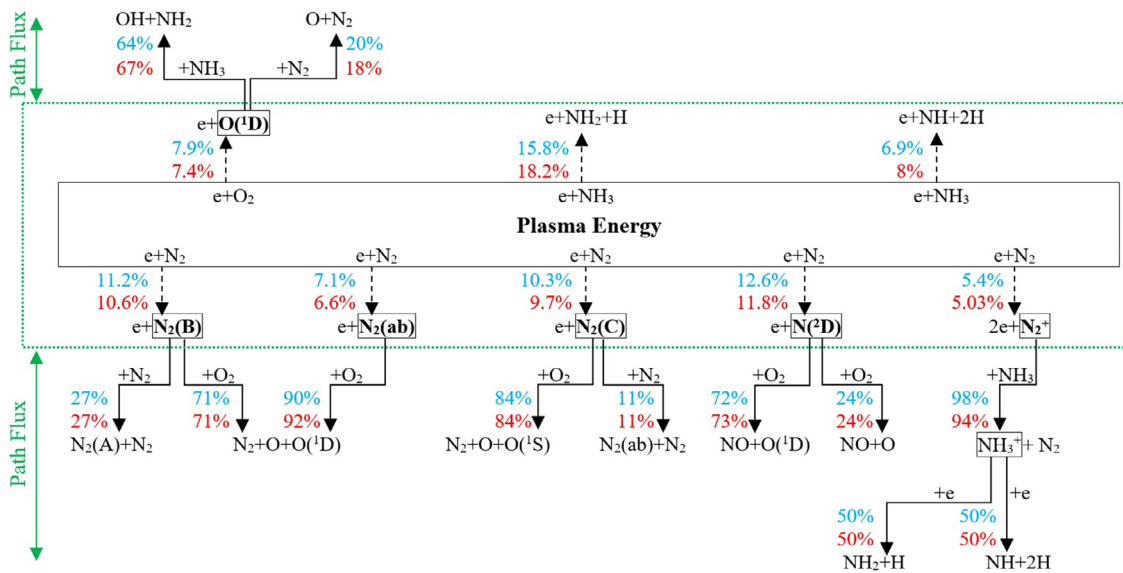 Path Flux
OH+NH₂ O+N₂
64% 20%
67% +NH₃ +N₂ 18%
e+O(¹D) e+NH₂+H e+NH+2H
7.9% 15.8% 6.9%
7.4% 18.2% 8%
e+O₂ e+NH₃ e+NH₃
Plasma Energy
e+N₂ e+N₂ e+N₂ e+N₂ e+N₂
11.2% 7.1% 10.3% 12.6% 5.4%
10.6% 6.6% 9.7% 11.8% 5.03%
e+N₂(B) e+N₂(ab) e+N₂(C) e+N(²D) 2e+N₂⁺
Path Flux
+N₂ +O₂ +O₂ +O₂ +N₂ +O₂ +O₂ +NH₃
27% 71% 90% 84% 11% 72% 24% 98%
27% 71% 92% 84% 11% 73% 24% 94%
N₂(A)+N₂ N₂+O+O(¹D) N₂+O+O(¹S) N₂(ab)+N₂ NO+O(¹D) NO+O NH₃⁺ + N₂
+e +e
50% 50%
50% 50%
NH₂+H NH+2H